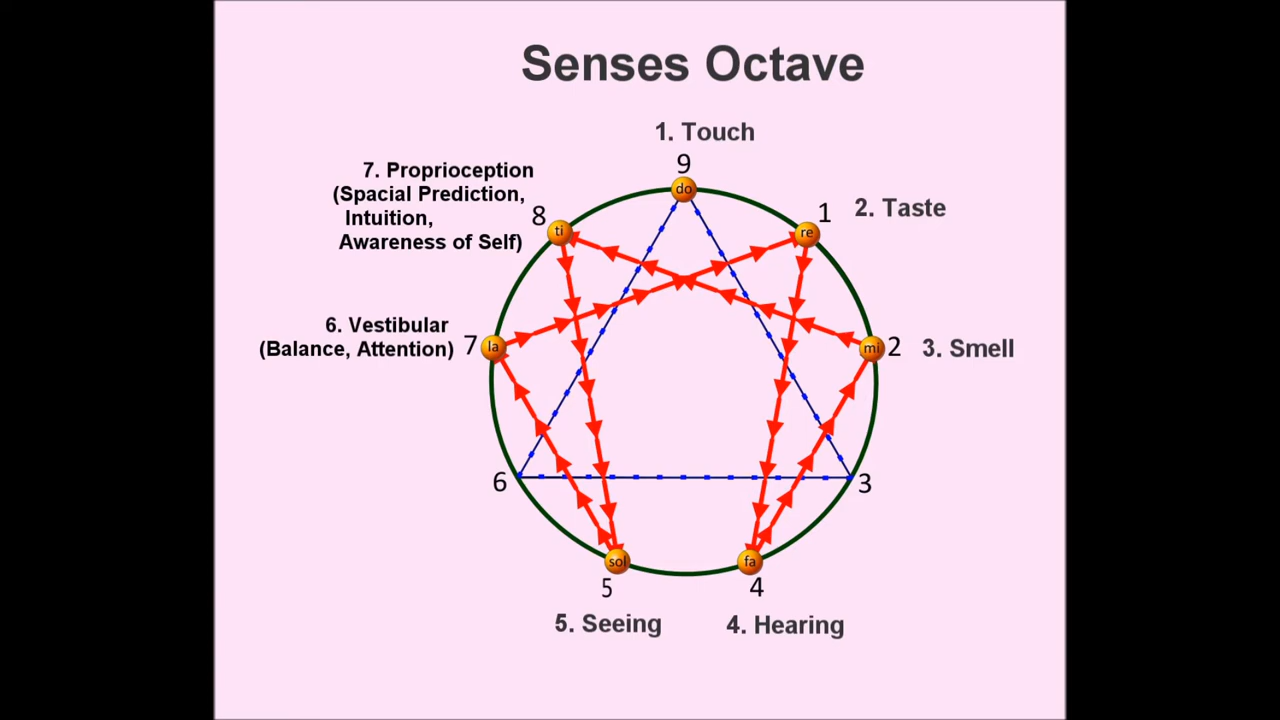 Senses Octave
1. Touch
9
do
7. Proprioception
(Spacial Prediction,
Intuition,
Awareness of Self)
8
ti
1
re
2. Taste
6. Vestibular
(Balance, Attention)
7
la
mi
2
3. Smell
6
3
sol
fa
5
4
5. Seeing
4. Hearing